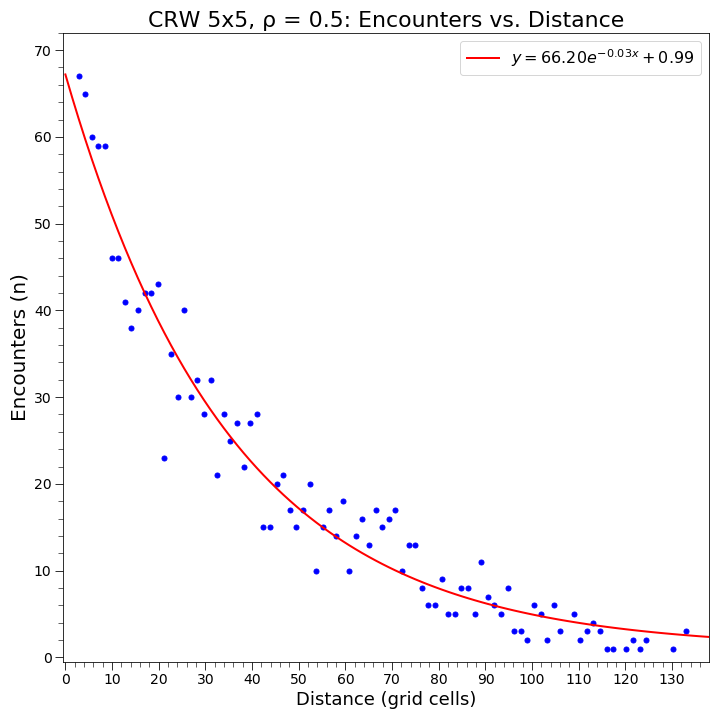 CRW 5x5, ρ = 0.5: Encounters vs. Distance
y = 66.20e^{-0.03x} + 0.99
Encounters (n)
70
60
50
40
30
20
10
0
0 10 20 30 40 50 60 70 80 90 100 110 120 130
Distance (grid cells)